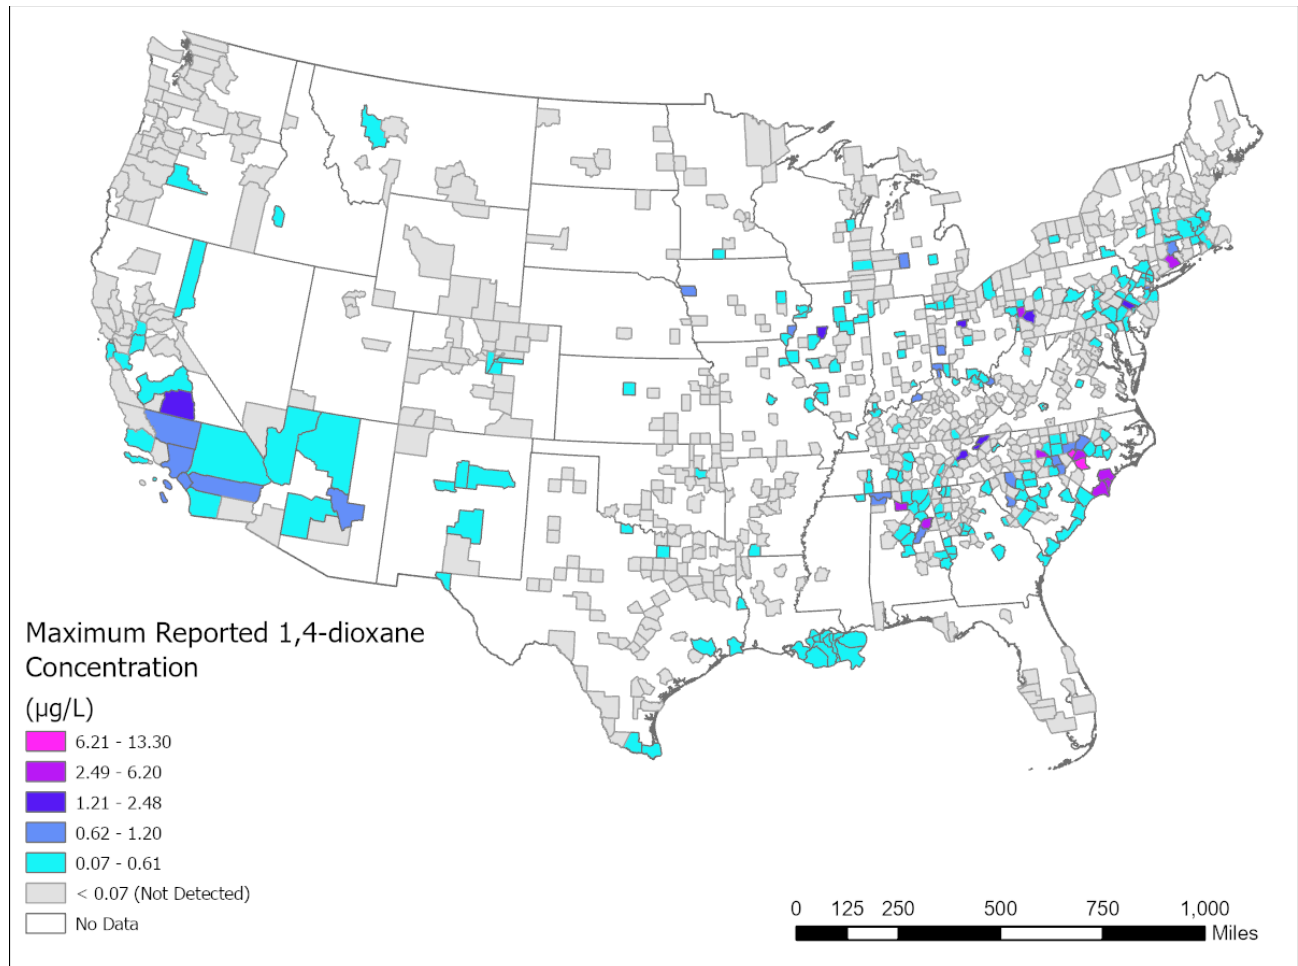 Maximum Reported 1,4-dioxane
Concentration
(µg/L)
6.21 - 13.30
2.49 - 6.20
1.21 - 2.48
0.62 - 1.20
0.07 - 0.61
< 0.07 (Not Detected)
No Data
0 125 250 500 750 1,000
Miles